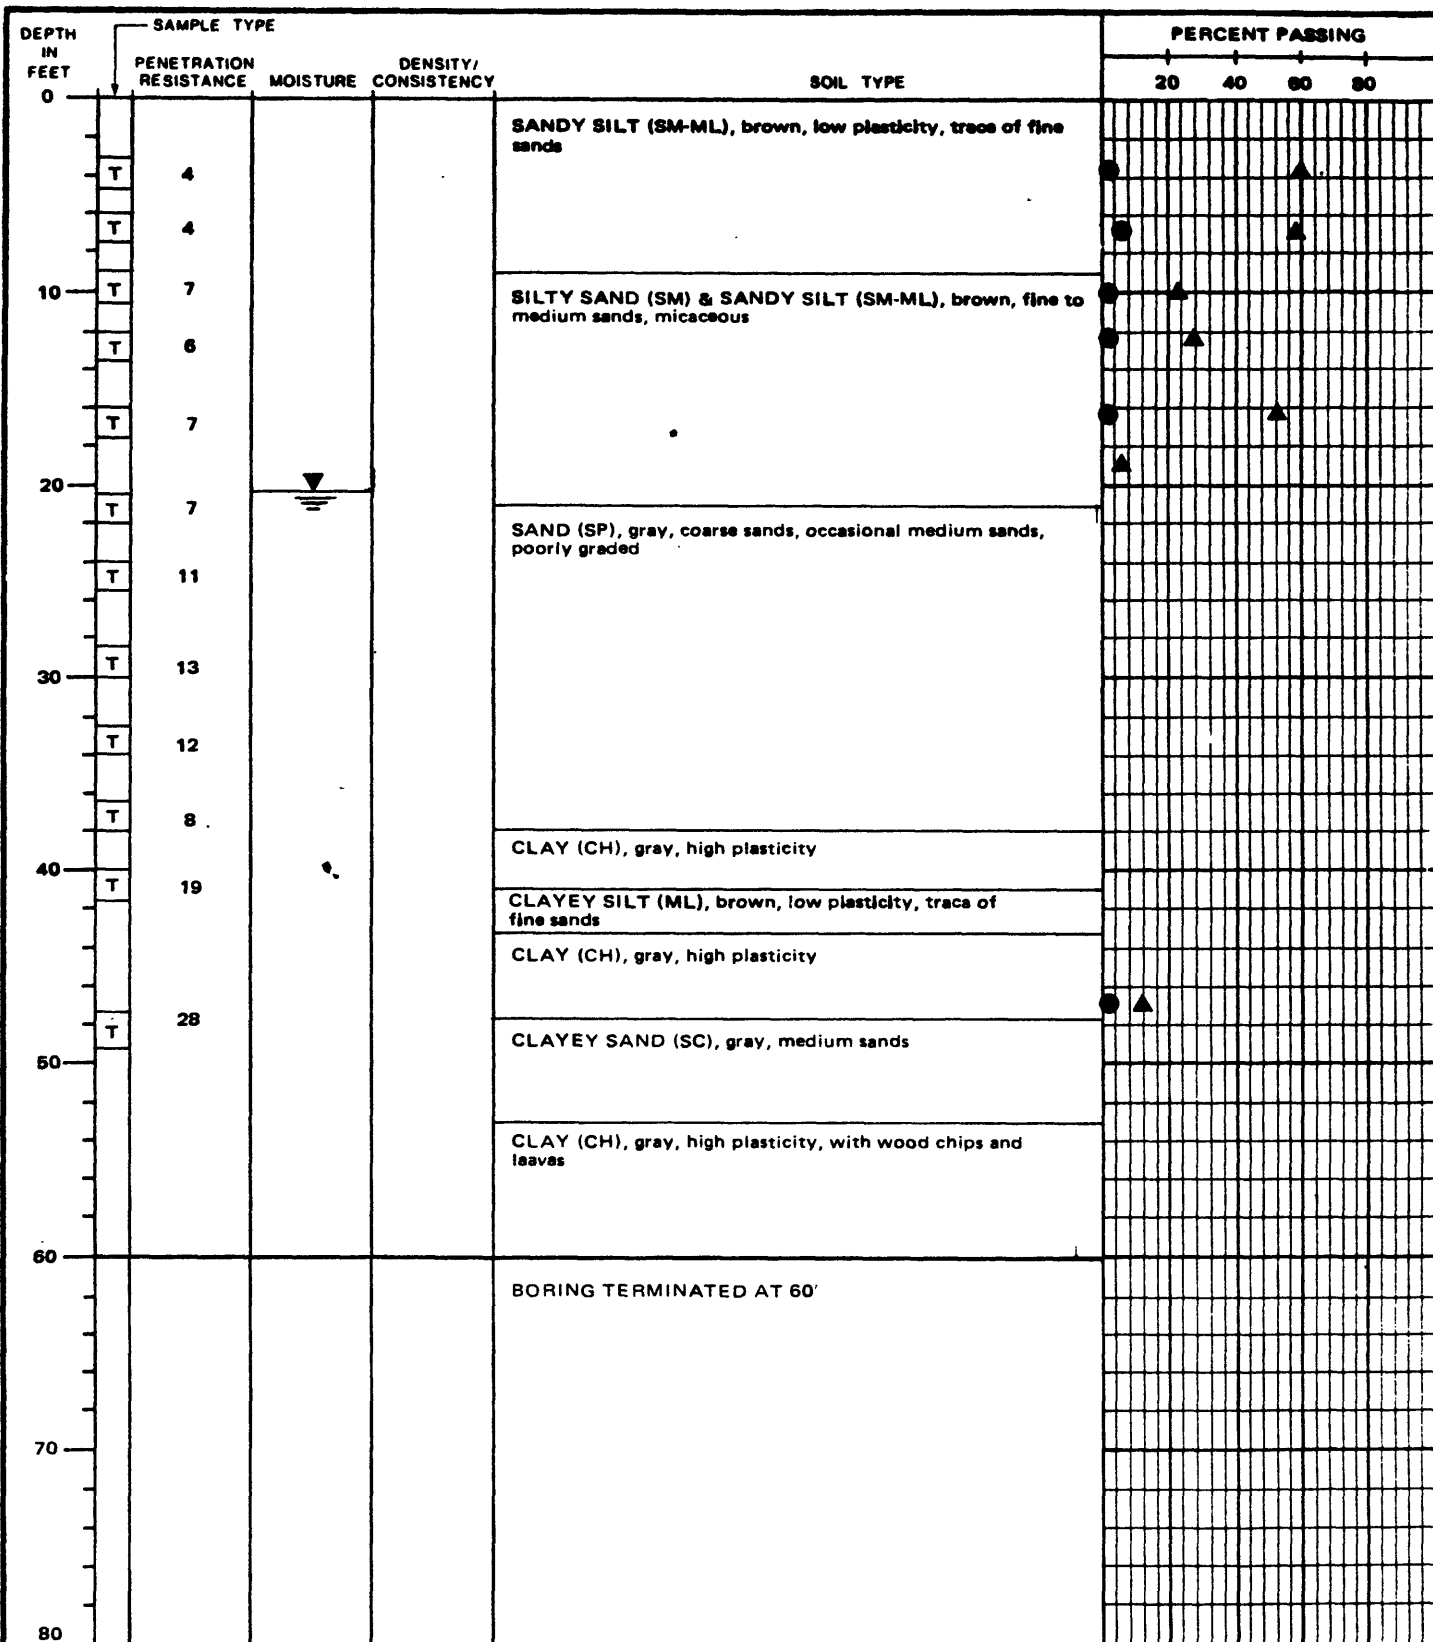 SAMPLE TYPE
DEPTH
IN
FEET
PENETRATION
RESISTANCE
MOISTURE
DENSITY/
CONSISTENCY
SOIL TYPE
PERCENT PASSING
20 40 60 80
0
SANDY SILT (SM-ML), brown, low plasticity, trace of fine
sands
T 4
T 4
10 T 7
SILTY SAND (SM) & SANDY SILT (SM-ML), brown, fine to
medium sands, micaceous
T 6
T 7
20
T 7
SAND (SP), gray, coarse sands, occasional medium sands,
poorly graded
T 11
T 13
30
T 12
T 8
CLAY (CH), gray, high plasticity
40
T 19
CLAYEY SILT (ML), brown, low plasticity, traca of
fine sands
CLAY (CH), gray, high plasticity
T 28
CLAYEY SAND (SC), gray, medium sands
50
CLAY (CH), gray, high plasticity, with wood chips and
laavas
60
BORING TERMINATED AT 60'
70
80